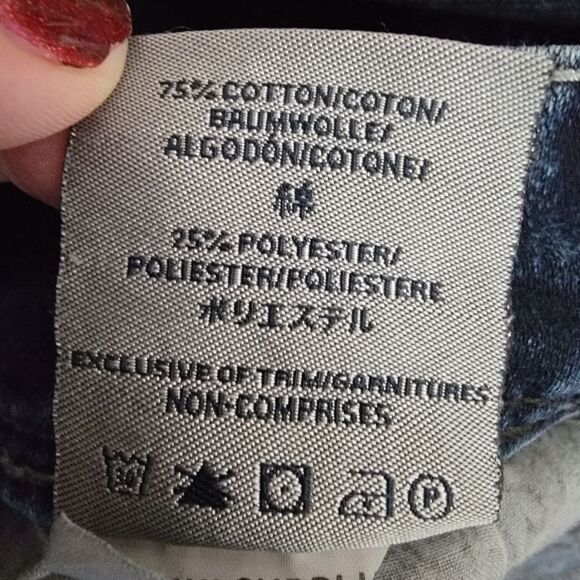 75% COTTON/COTON/
BAUMWOLLE/
ALGODÓN/COTONE/
綿
25% POLYESTER/
POLIESTER/POLIESTERE
ポリエステル
EXCLUSIVE OF TRIM/GARNITURES
NON-COMPRISES
30
P